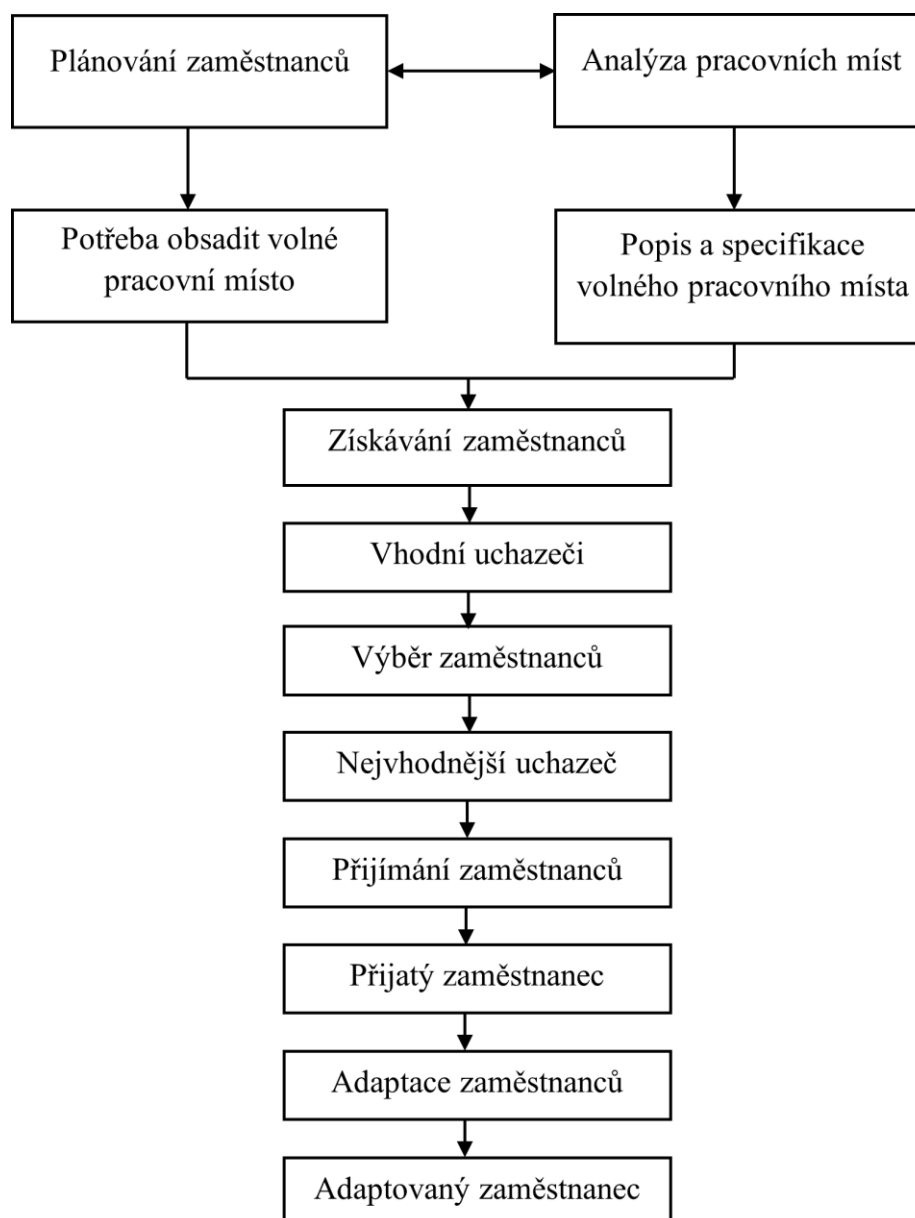 Plánování zaměstnanců
Analýza pracovních míst
Potřeba obsadit volné
pracovní místo
Popis a specifikace
volného pracovního místa
Získávání zaměstnanců
Vhodní uchazeči
Výběr zaměstnanců
Nejvhodnější uchazeč
Přijímání zaměstnanců
Přijatý zaměstnanec
Adaptace zaměstnanců
Adaptovaný zaměstnanec